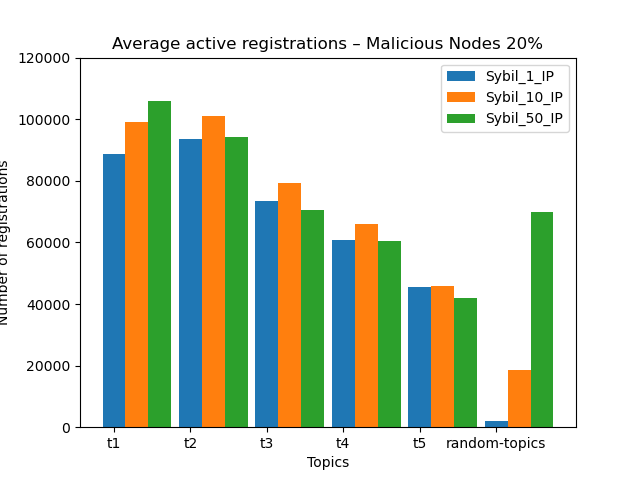 Average active registrations – Malicious Nodes 20%
120000
100000
80000
60000
40000
20000
0
Number of registrations
Sybil_1_IP
Sybil_10_IP
Sybil_50_IP
t1 t2 t3 t4 t5 random-topics
Topics